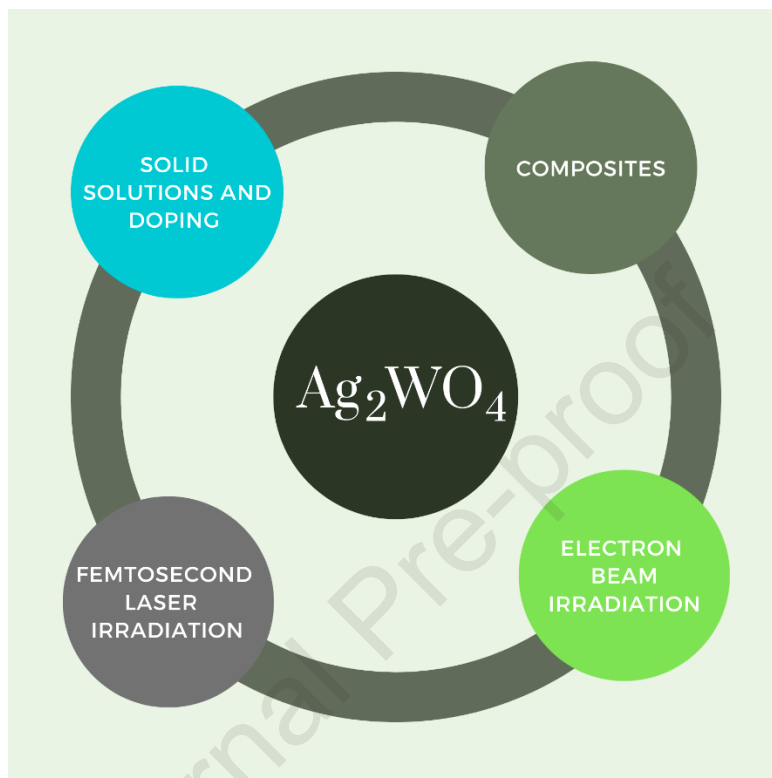 SOLID
SOLUTIONS AND
DOPING
COMPOSITES
Ag₂WO₄
FEMTOSECOND
LASER
IRRADIATION
ELECTRON
BEAM
IRRADIATION
rnal Pre-proof